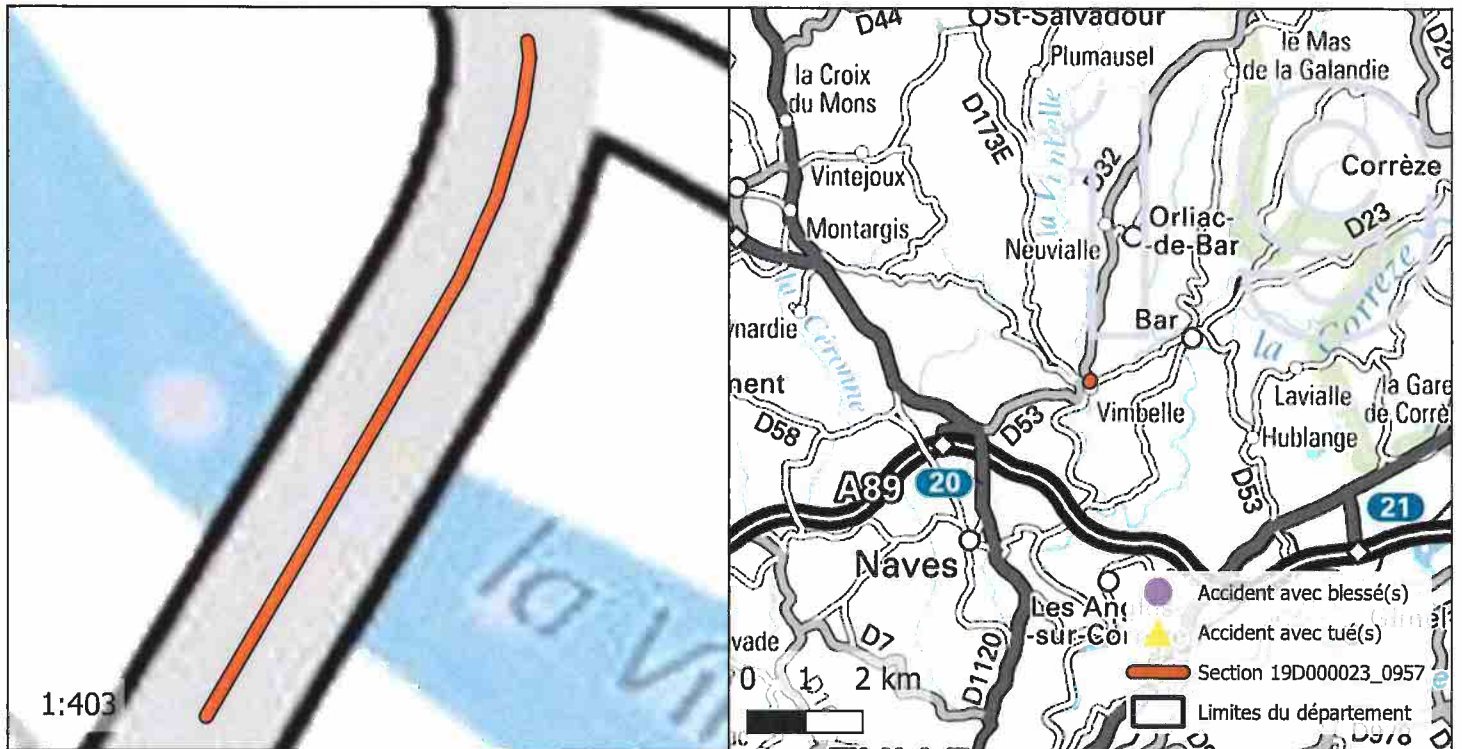 1:403
D44
St-Salvadour
Plumausel
le Mas
de la Galandie
la Croix
du Mons
D173E
la Vimbelle
Vintejoux
Corrèze
Montargis
Neuvialle
Orliac-
-de-Bar
D23
la Céronne
Bar
la Corrèze
D53
Vimbelle
Lavialle
la Gare
Hublange
D58
A89
20
D53
21
Naves
D7
D1120
0 1 2 km
Accident avec blessé(s)
Accident avec tué(s)
Section 19D000023_0957
Limites du département